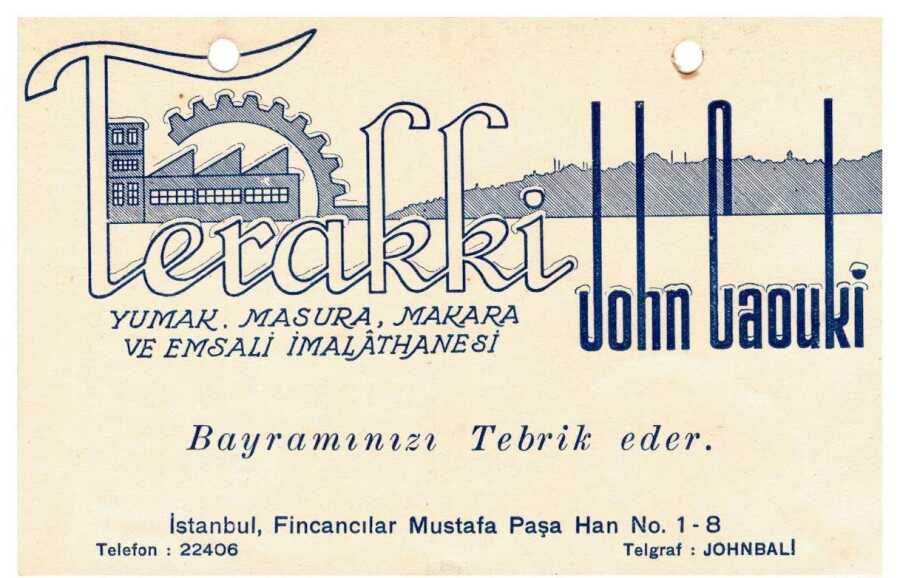 Terakki
YUMAK, MASURA, MAKARA
VE EMSALİ İMALÂTHANESİ
John
Bayramınızı Tebrik eder.
İstanbul, Fincancılar Mustafa Paşa Han No. 1-8
Telefon : 22406 Telgraf : JOHNBALİ